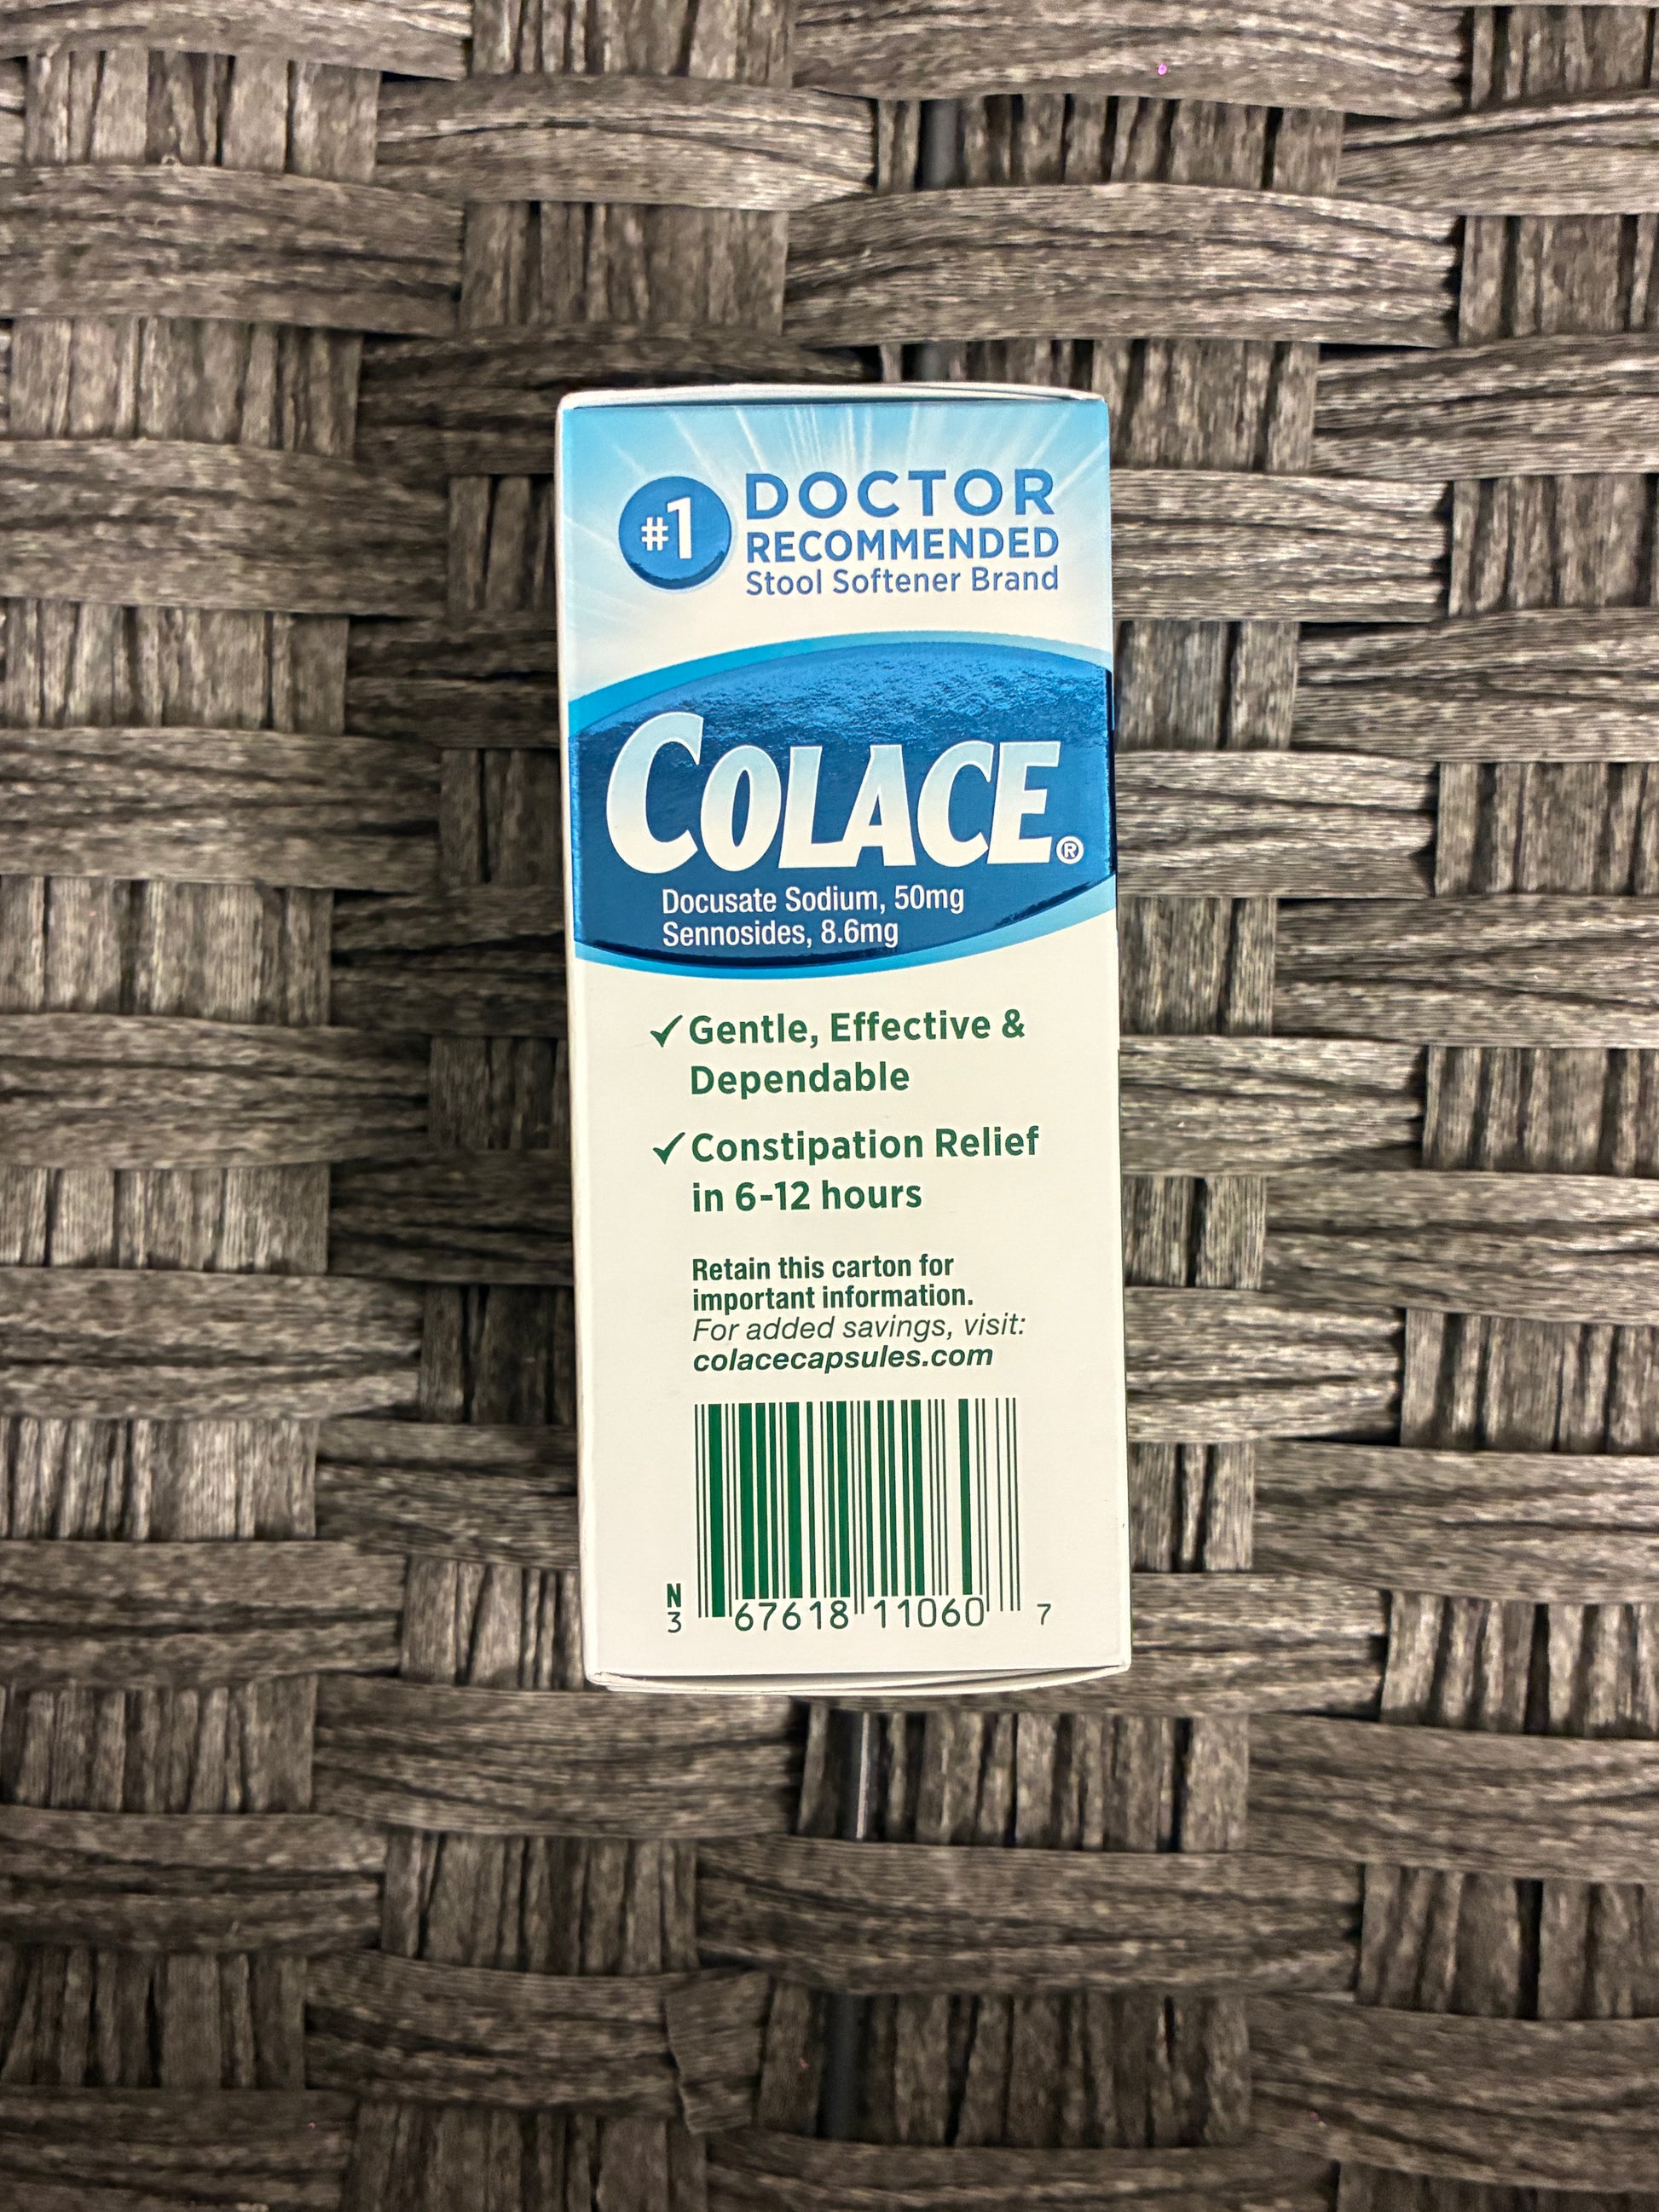 #1 DOCTOR
RECOMMENDED
Stool Softener Brand
COLACE®
Docusate Sodium, 50mg
Sennosides, 8.6mg
✓ Gentle, Effective &
Dependable
✓ Constipation Relief
in 6-12 hours
Retain this carton for
important information.
For added savings, visit:
colacecapsules.com
N
3 67618 11060 7